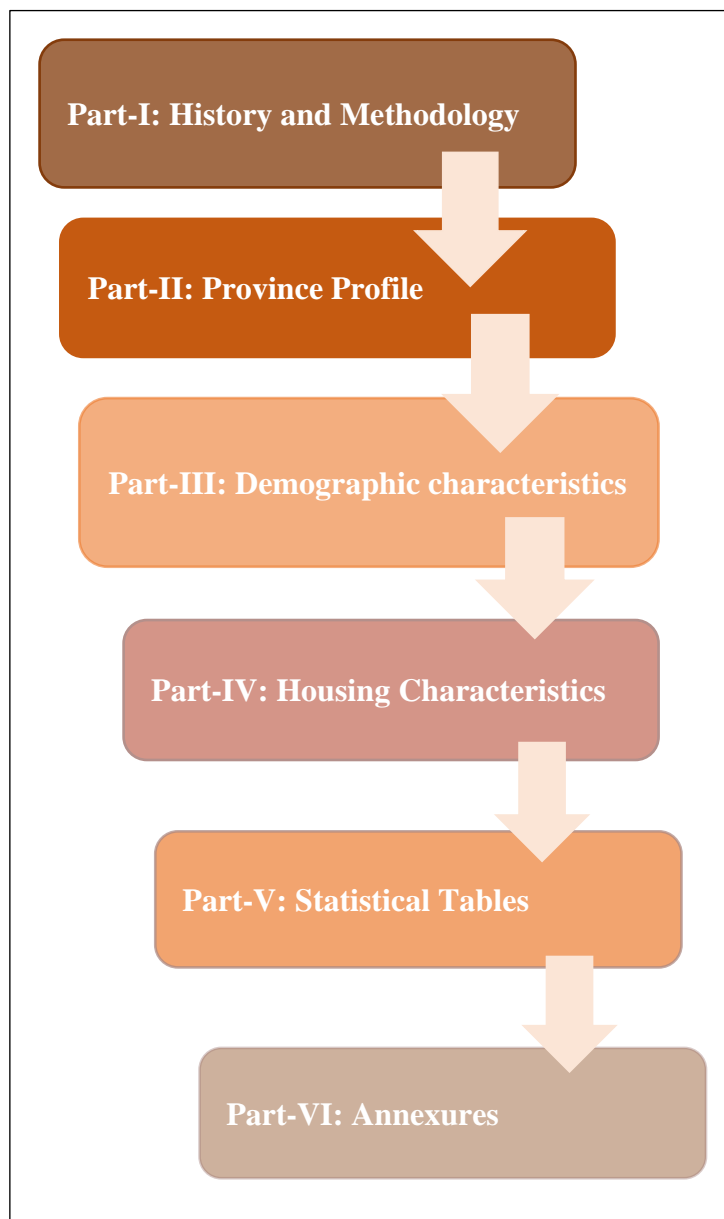 Part-I: History and Methodology
Part-II: Province Profile
Part-III: Demographic characteristics
Part-IV: Housing Characteristics
Part-V: Statistical Tables
Part-VI: Annexures